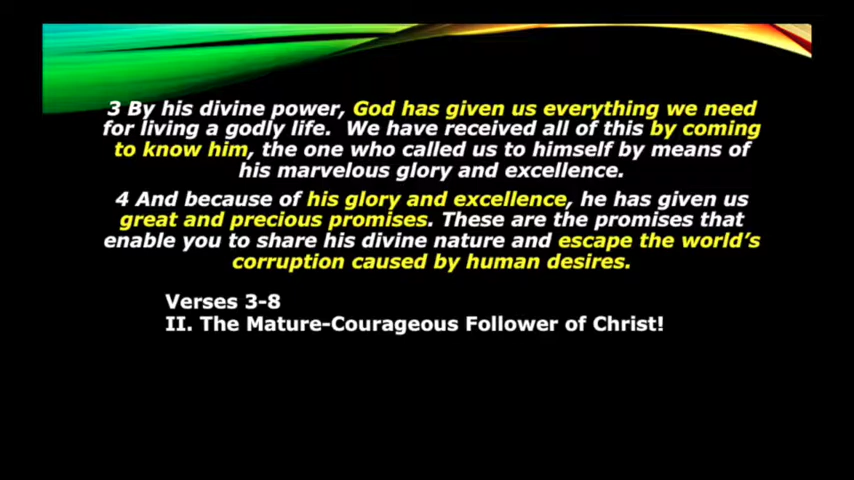 3 By his divine power, God has given us everything we need
for living a godly life. We have received all of this by coming
to know him, the one who called us to himself by means of
his marvelous glory and excellence.
4 And because of his glory and excellence, he has given us
great and precious promises. These are the promises that
enable you to share his divine nature and escape the world's
corruption caused by human desires.
Verses 3-8
II. The Mature-Courageous Follower of Christ!